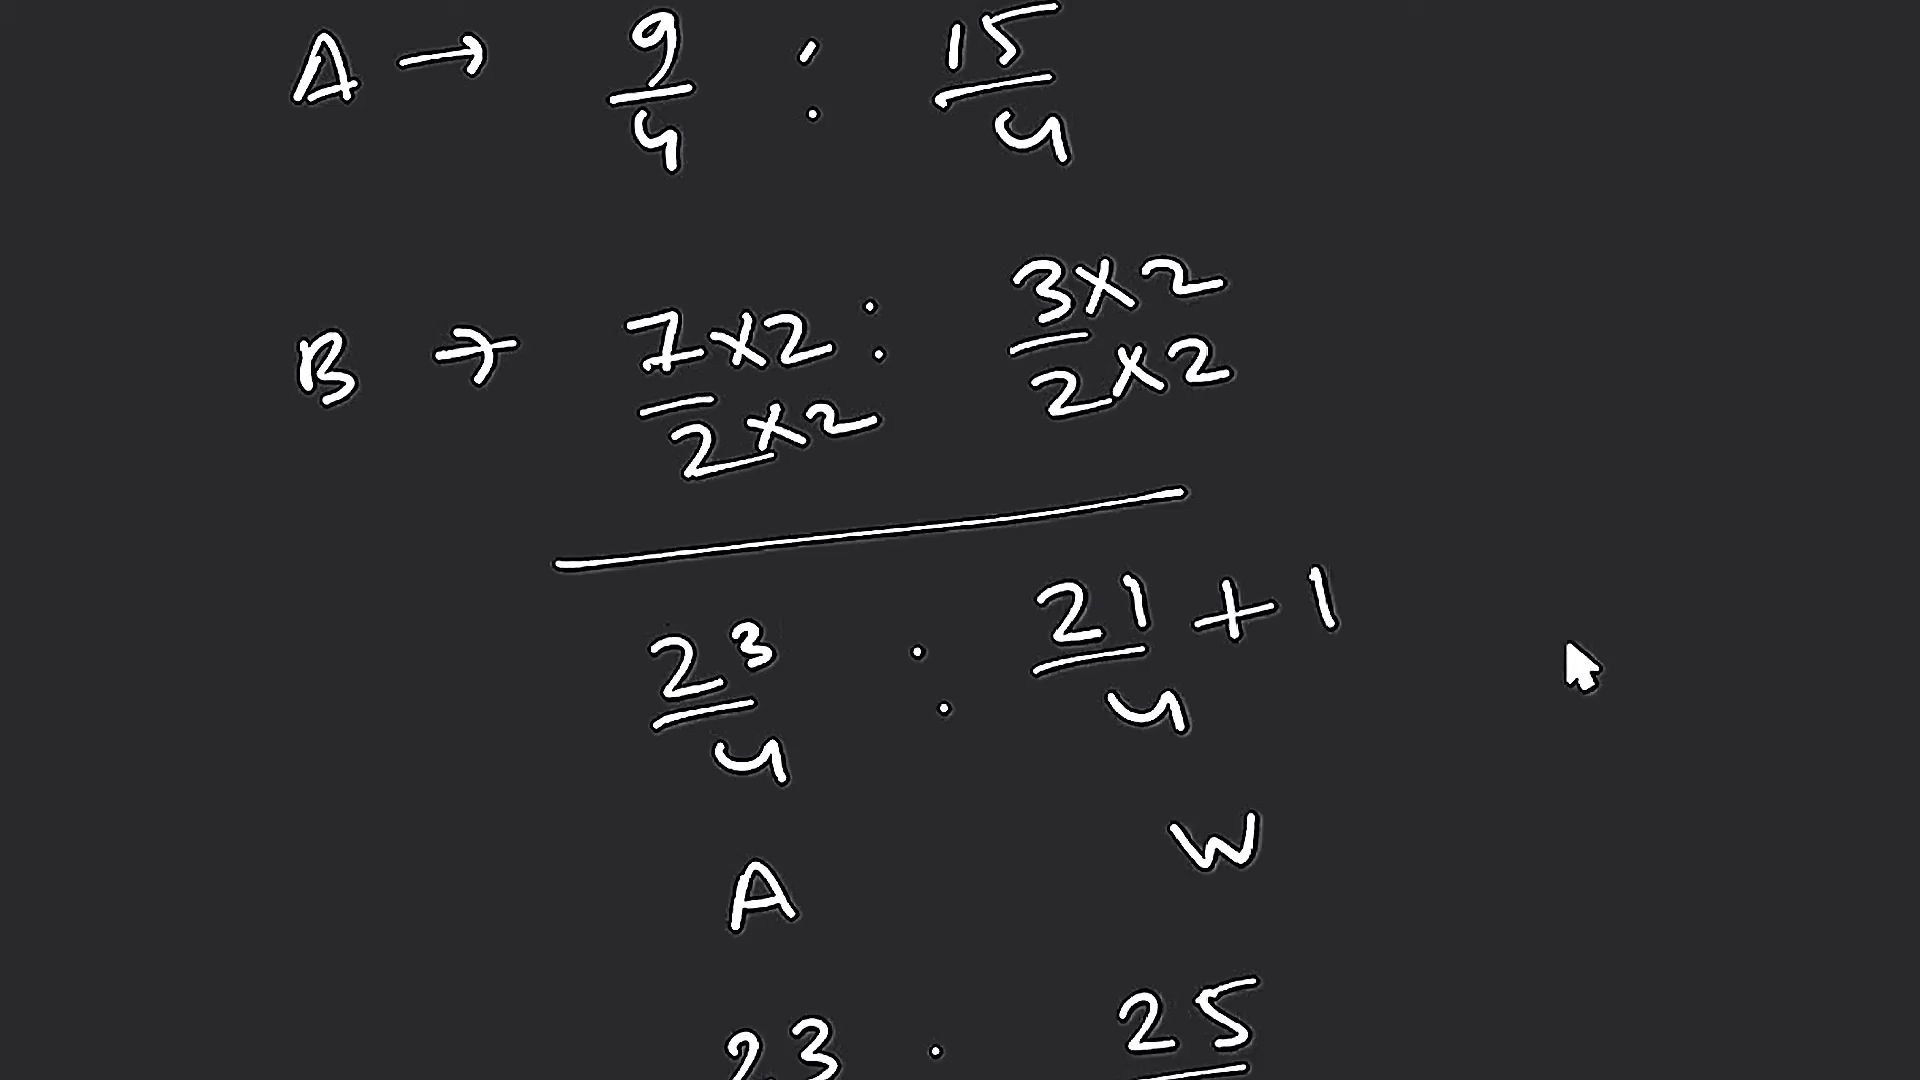 A → 9/4 : 15/4
B → 7×2/2×2 : 3×2/2×2
23/4 : 21/4 + 1
A W
23 : 25